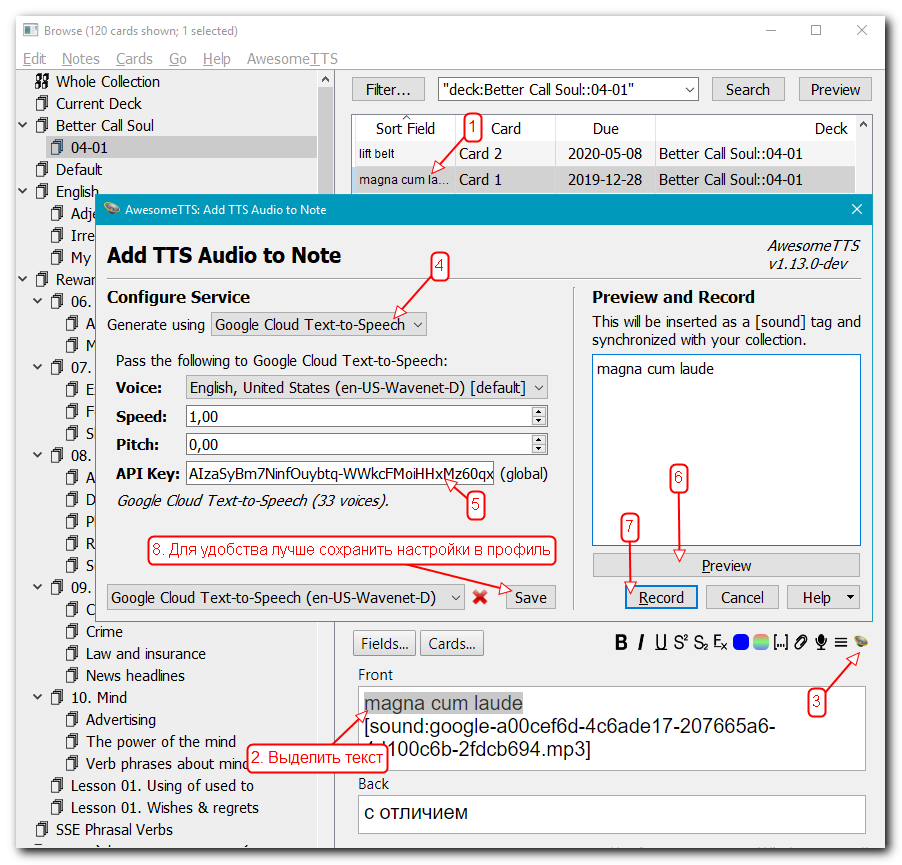 Browse (120 cards shown; 1 selected)
Edit Notes Cards Go Help AwesomeTTS
Whole Collection
Current Deck
Better Call Soul
04-01
Default
English
Adje
Irre
My
Rewar
06.
A
M
07.
E
F
S
08.
A
D
P
R
S
09.
C
Crime
Law and insurance
News headlines
10. Mind
Advertising
The power of the mind
Verb phrases about mind
Lesson 01. Using of used to
Lesson 01. Wishes & regrets
SSE Phrasal Verbs
Filter... "deck:Better Call Soul::04-01" Search Preview
Sort Field Card Due Deck
lift belt Card 2 2020-05-08 Better Call Soul::04-01
magna cum la... Card 1 2019-12-28 Better Call Soul::04-01
1
AwesomeTTS: Add TTS Audio to Note
Add TTS Audio to Note
AwesomeTTS
v1.13.0-dev
4
Configure Service
Generate using Google Cloud Text-to-Speech
Pass the following to Google Cloud Text-to-Speech:
Voice: English, United States (en-US-Wavenet-D) [default]
Speed: 1,00
Pitch: 0,00
API Key: AIzaSyBm7NnfOuybtq-WWkcFMoiHHxMz60qx (global)
Google Cloud Text-to-Speech (33 voices).
5
8. Для удобства лучше сохранить настройки в профиль
Google Cloud Text-to-Speech (en-US-Wavenet-D) Save
Preview and Record
This will be inserted as a [sound] tag and
synchronized with your collection.
magna cum laude
6
7
Preview
Record Cancel Help
Fields... Cards...
B I U S² S₂ Ex [...]
3
Front
magna cum laude
[sound:google-a00cef6d-4c6ade17-207665a6-
d100c6b-2fdcb694.mp3]
2. Выделить текст
Back
с отличием